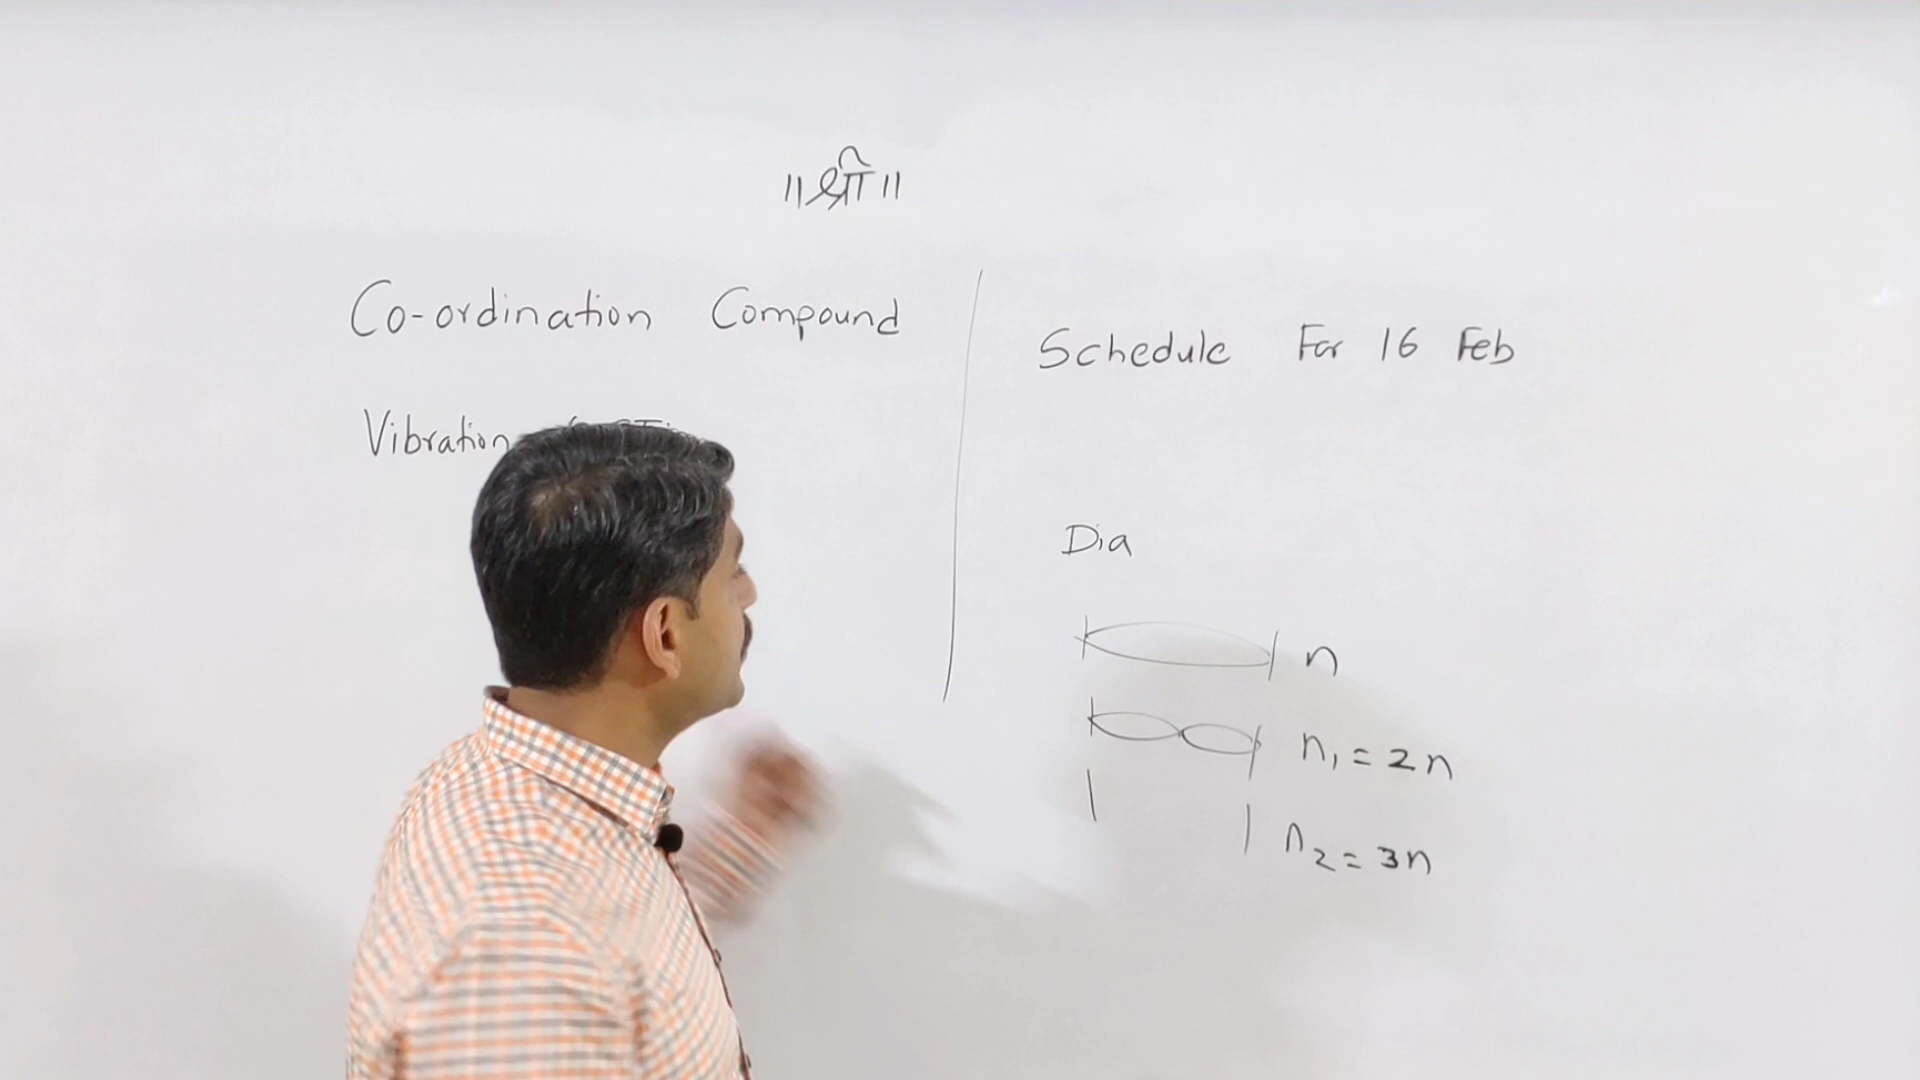 ॥ श्री ॥
Co-ordination Compound
Vibration
Schedule For 16 Feb
Dia
n
n₁ = 2n
n₂ = 3n